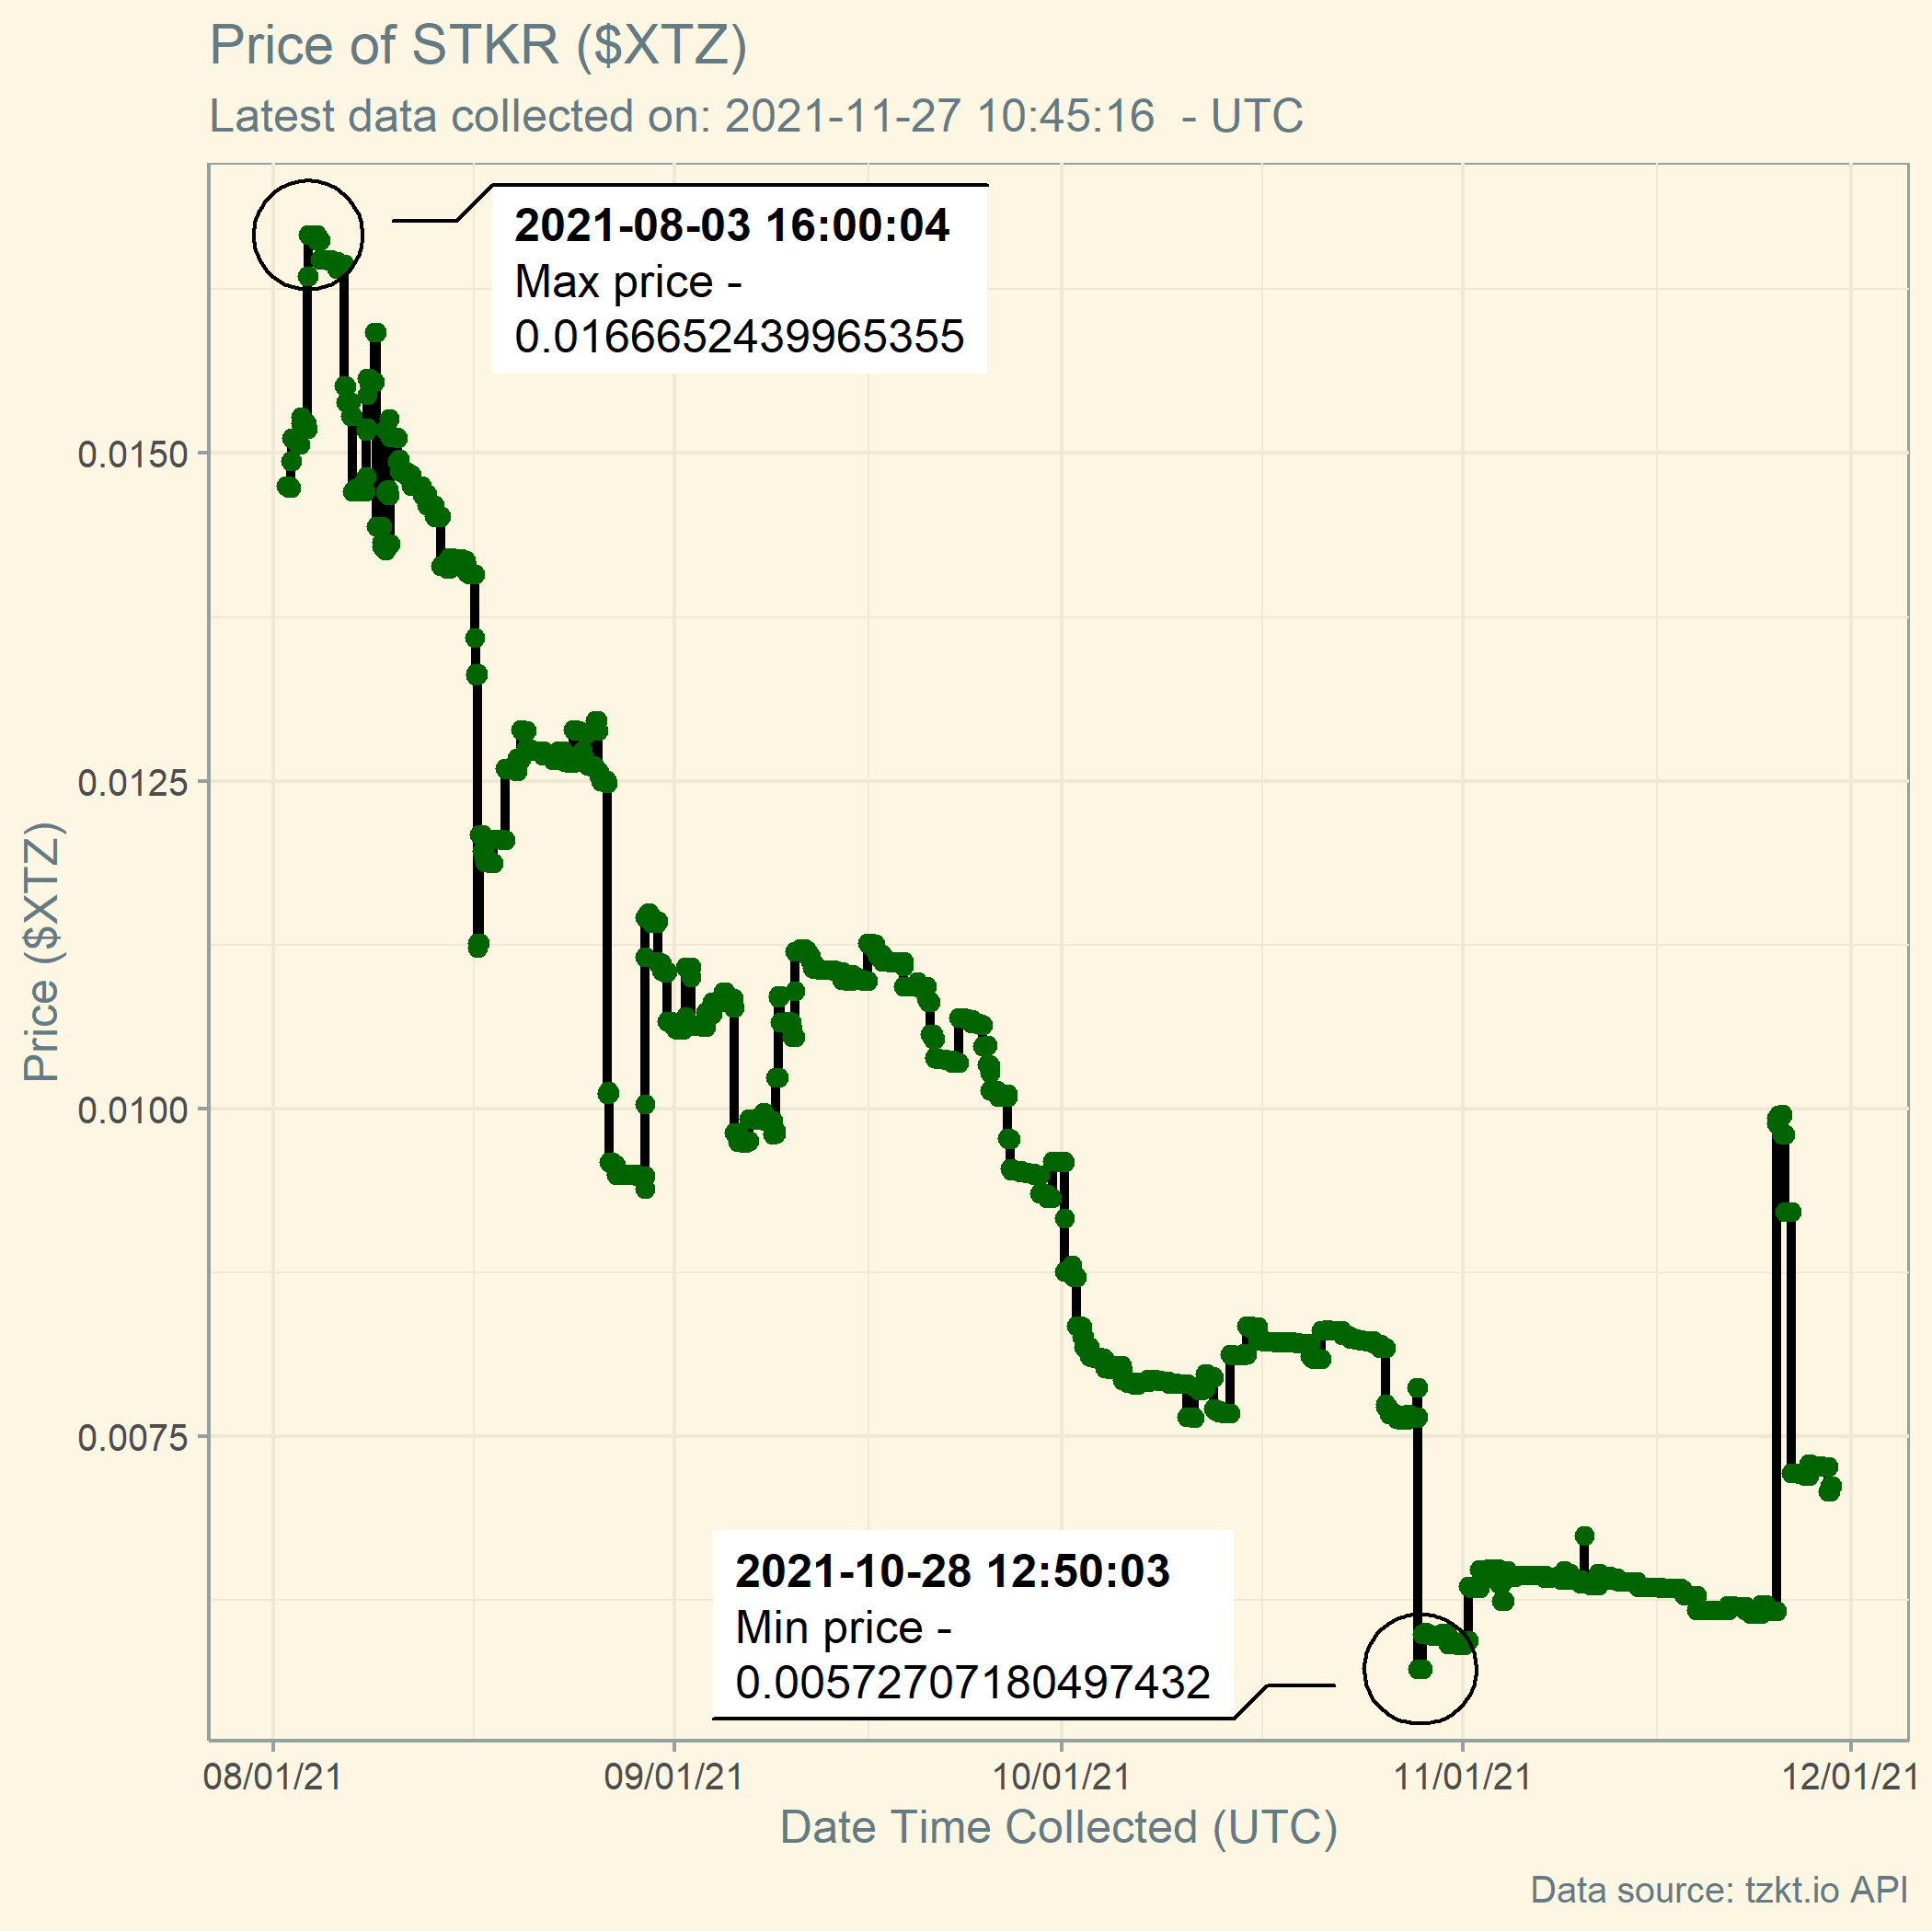 Price of STKR ($XTZ)
Latest data collected on: 2021-11-27 10:45:16  - UTC
2021-08-03 16:00:04
Max price -
0.0166652439965355
0.0150
0.0125
0.0100
0.0075
Price ($XTZ)
2021-10-28 12:50:03
Min price -
0.00572707180497432
08/01/21
09/01/21
10/01/21
11/01/21
12/01/21
Date Time Collected (UTC)
Data source: tzkt.io API